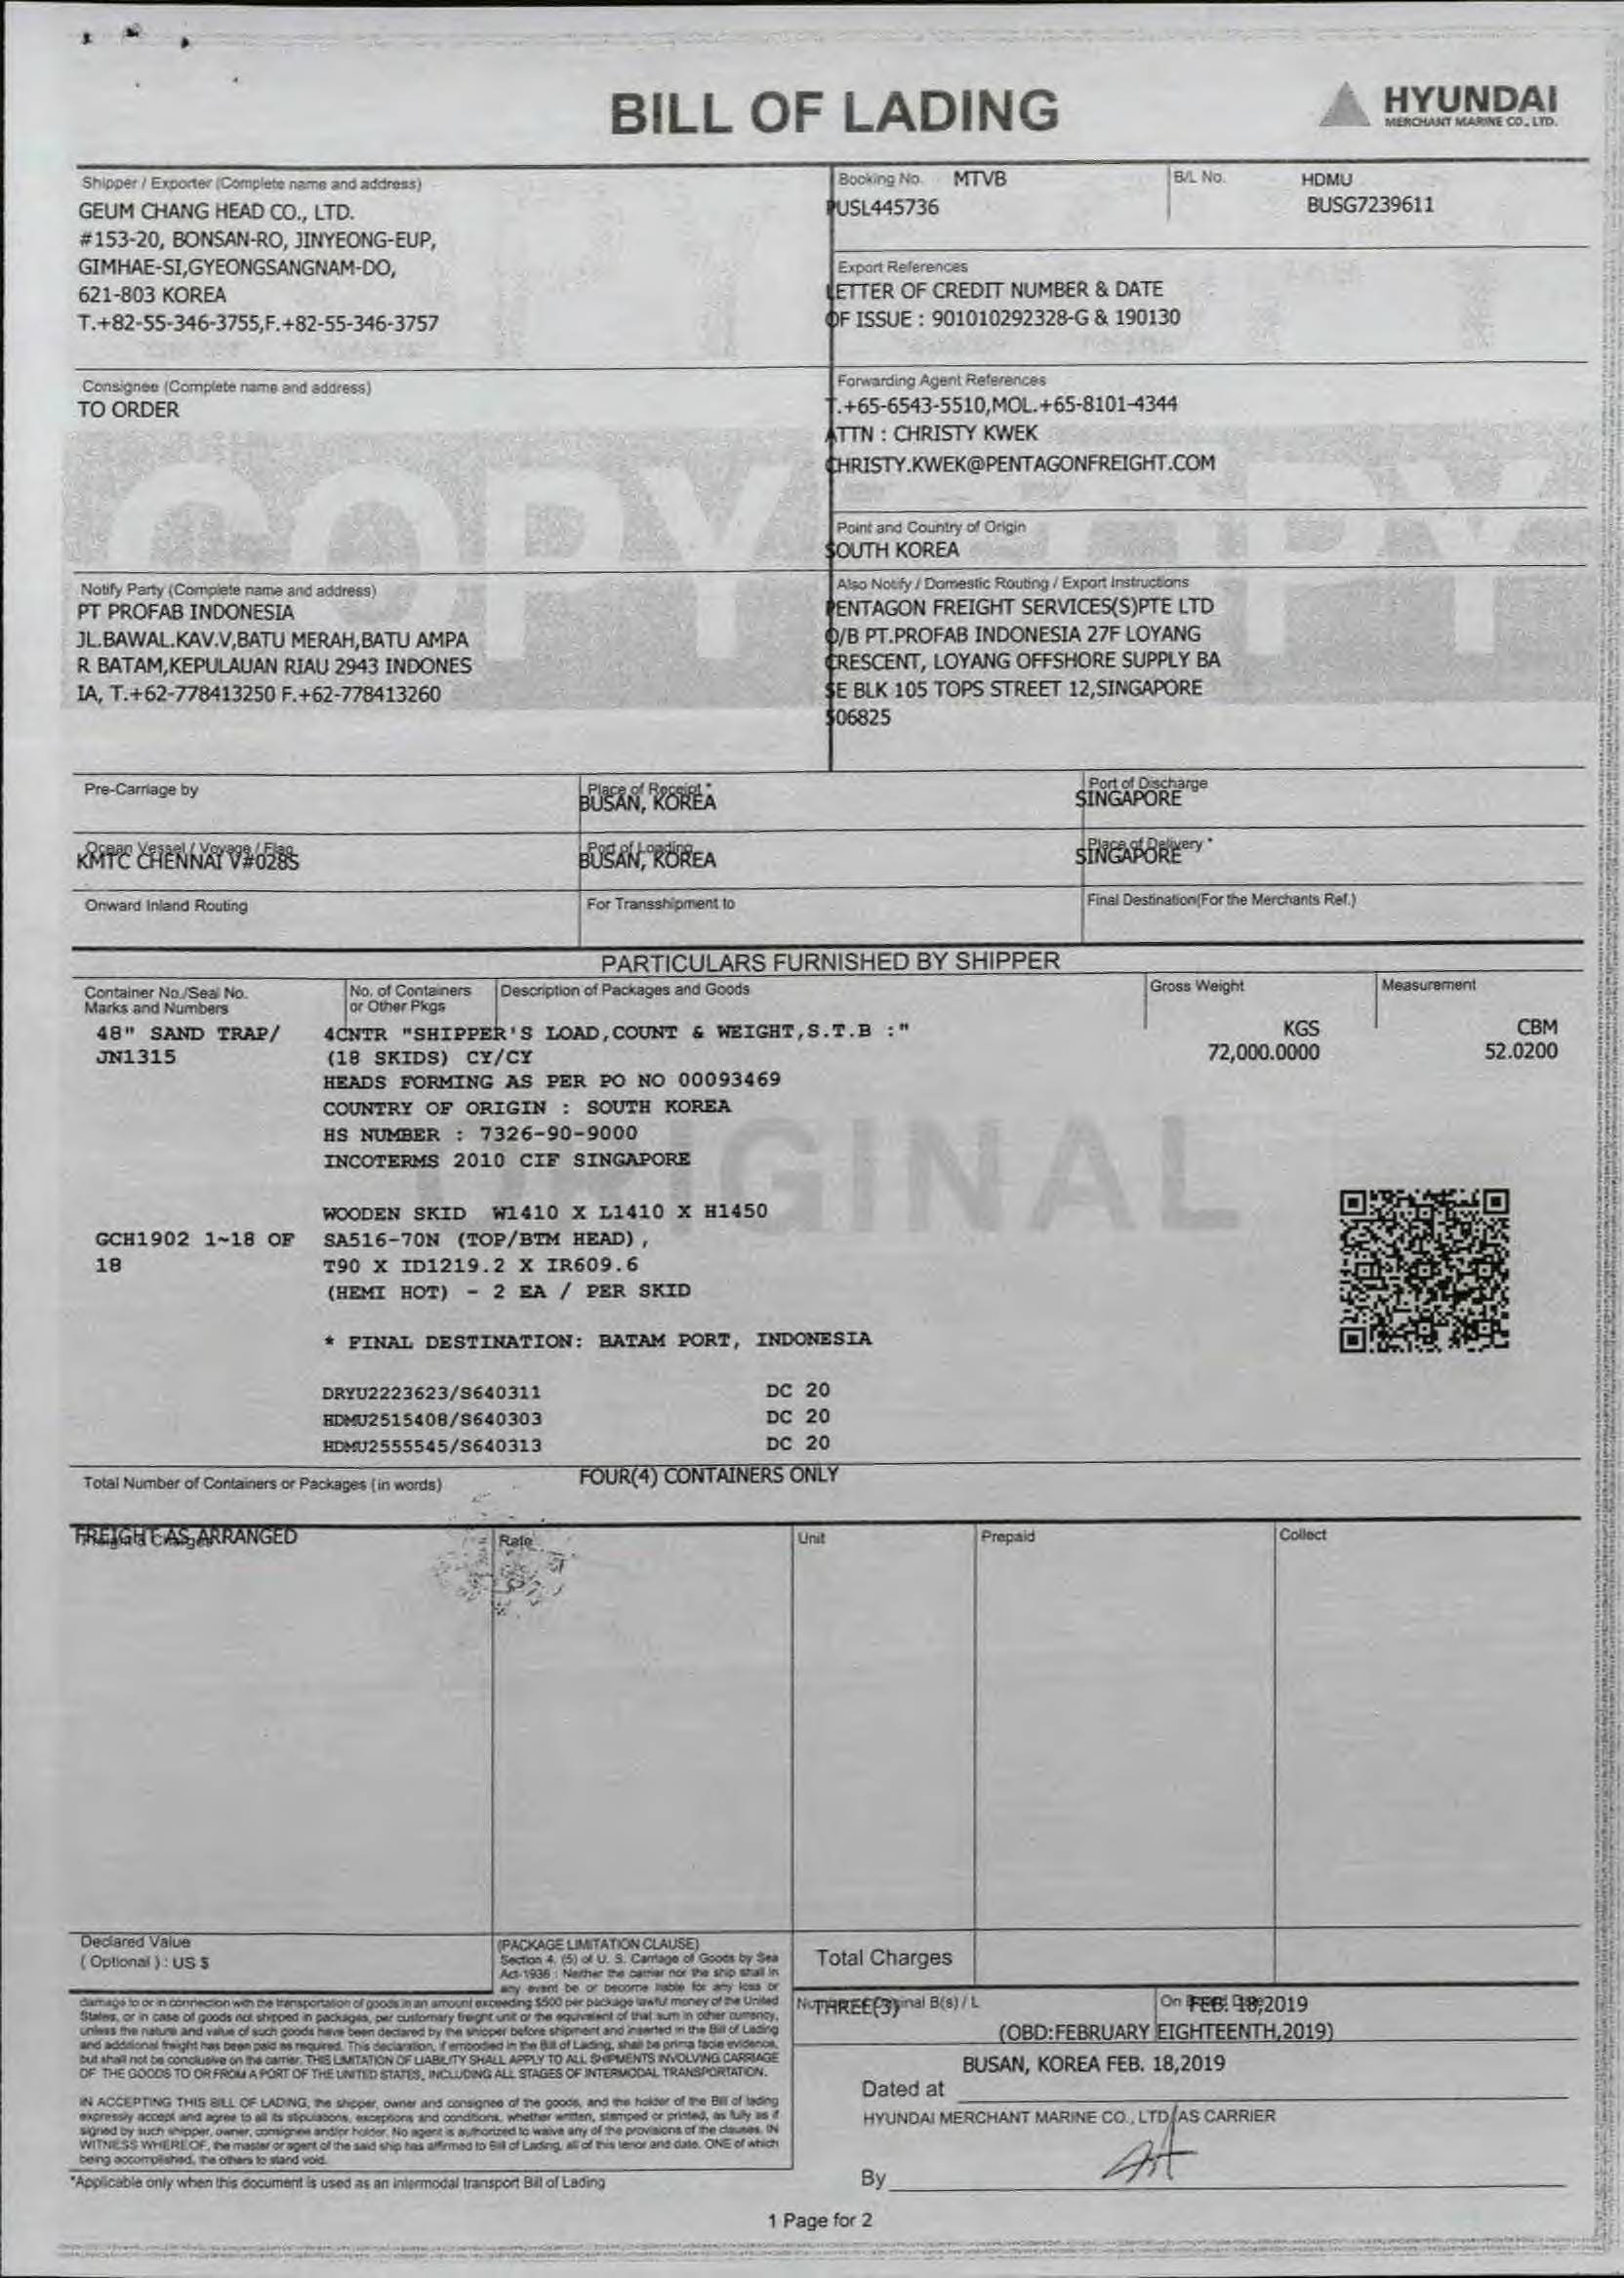 BILL OF LADING
HYUNDAI
MERCHANT MARINE CO., LTD.
Shipper / Exporter (Complete name and address)
GEUM CHANG HEAD CO., LTD.
#153-20, BONSAN-RO, JINYEONG-EUP,
GIMHAE-SI,GYEONGSANGNAM-DO,
621-803 KOREA
T.+82-55-346-3755,F.+82-55-346-3757
Booking No. MTVB
PUSL445736
B/L No. HDMU
BUSG7239611
Export References
LETTER OF CREDIT NUMBER & DATE
OF ISSUE : 901010292328-G & 190130
Consignee (Complete name and address)
TO ORDER
Forwarding Agent References
T.+65-6543-5510,MOL.+65-8101-4344
ATTN : CHRISTY KWEK
CHRISTY.KWEK@PENTAGONFREIGHT.COM
COPY
Point and Country of Origin
SOUTH KOREA
Notify Party (Complete name and address)
PT PROFAB INDONESIA
JL.BAWAL.KAV.V,BATU MERAH,BATU AMPA
R BATAM,KEPULAUAN RIAU 2943 INDONES
IA, T.+62-778413250 F.+62-778413260
Also Notify / Domestic Routing / Export Instructions
PENTAGON FREIGHT SERVICES(S)PTE LTD
O/B PT.PROFAB INDONESIA 27F LOYANG
CRESCENT, LOYANG OFFSHORE SUPPLY BA
SE BLK 105 TOPS STREET 12,SINGAPORE
506825
Pre-Carriage by
Place of Receipt *
BUSAN, KOREA
Port of Discharge
SINGAPORE
Ocean Vessel / Voyage / Flag
KMTC CHENNAI V#028S
Port of Loading
BUSAN, KOREA
Place of Delivery *
SINGAPORE
Onward Inland Routing
For Transshipment to
Final Destination(For the Merchants Ref.)
PARTICULARS FURNISHED BY SHIPPER
Container No./Seal No.
Marks and Numbers
No. of Containers
or Other Pkgs
Description of Packages and Goods
Gross Weight
Measurement
48" SAND TRAP/ 4CNTR "SHIPPER'S LOAD,COUNT & WEIGHT,S.T.B :" KGS CBM
JN1315 (18 SKIDS) CY/CY 72,000.0000 52.0200
HEADS FORMING AS PER PO NO 00093469
COUNTRY OF ORIGIN : SOUTH KOREA
HS NUMBER : 7326-90-9000
INCOTERMS 2010 CIF SINGAPORE
ORIGINAL
WOODEN SKID W1410 X L1410 X H1450
GCH1902 1~18 OF SA516-70N (TOP/BTM HEAD),
18 T90 X ID1219.2 X IR609.6
(HEMI HOT) - 2 EA / PER SKID
* FINAL DESTINATION: BATAM PORT, INDONESIA
DRYU2223623/S640311 DC 20
HDMU2515408/S640303 DC 20
HDMU2555545/S640313 DC 20
Total Number of Containers or Packages (in words) FOUR(4) CONTAINERS ONLY
FREIGHT AS ARRANGED
Freight & Charges
Rate
Unit
Prepaid
Collect
Declared Value
( Optional ) : US $
(PACKAGE LIMITATION CLAUSE)
Section 4. (5) of U. S. Carriage of Goods by Sea
Act-1936 : Neither the carrier nor the ship shall in
any event be or become liable for any loss or
damage to or in connection with the transportation of goods in an amount exceeding $500 per package lawful money of the United
States, or in case of goods not shipped in packages, per customary freight unit or the equivalent of that sum in other currency,
unless the nature and value of such goods have been declared by the shipper before shipment and inserted in the Bill of Lading
and additional freight has been paid as required. This declaration, if embodied in the Bill of Lading, shall be prima facie evidence,
but shall not be conclusive on the carrier. THIS LIMITATION OF LIABILITY SHALL APPLY TO ALL SHIPMENTS INVOLVING CARRIAGE
OF THE GOODS TO OR FROM A PORT OF THE UNITED STATES, INCLUDING ALL STAGES OF INTERMODAL TRANSPORTATION.
IN ACCEPTING THIS BILL OF LADING, the shipper, owner and consignee of the goods, and the holder of the Bill of lading
expressly accept and agree to all its stipulations, exceptions and conditions, whether written, stamped or printed, as fully as if
signed by such shipper, owner, consignee and/or holder. No agent is authorized to waive any of the provisions of the clauses. IN
WITNESS WHEREOF, the master or agent of the said ship has affirmed to Bill of Lading, all of this tenor and date. ONE of which
being accomplished, the others to stand void.
*Applicable only when this document is used as an intermodal transport Bill of Lading
Total Charges
THREE(3)
Original B(s) / L
FEB. 18,2019
(OBD:FEBRUARY EIGHTEENTH,2019)
BUSAN, KOREA FEB. 18,2019
Dated at
HYUNDAI MERCHANT MARINE CO., LTD AS CARRIER
By
1 Page for 2